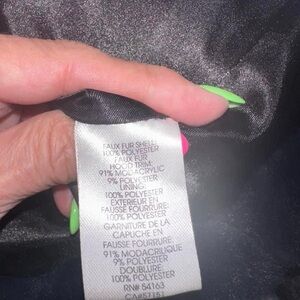 FAUX FUR SHELL:
100% POLYESTER
FAUX FUR
HOOD TRIM:
91% MODACRYLIC
9% POLYESTER
LINING:
100% POLYESTER
EXTERIEUR EN
FAUSSE FOURRURE:
100% POLYESTER
GARNITURE DE LA
CAPUCHE EN
FAUSSE FOURRURE:
91% MODACRYLIQUE
9% POLYESTER
DOUBLURE:
100% POLYESTER
RN# 54163